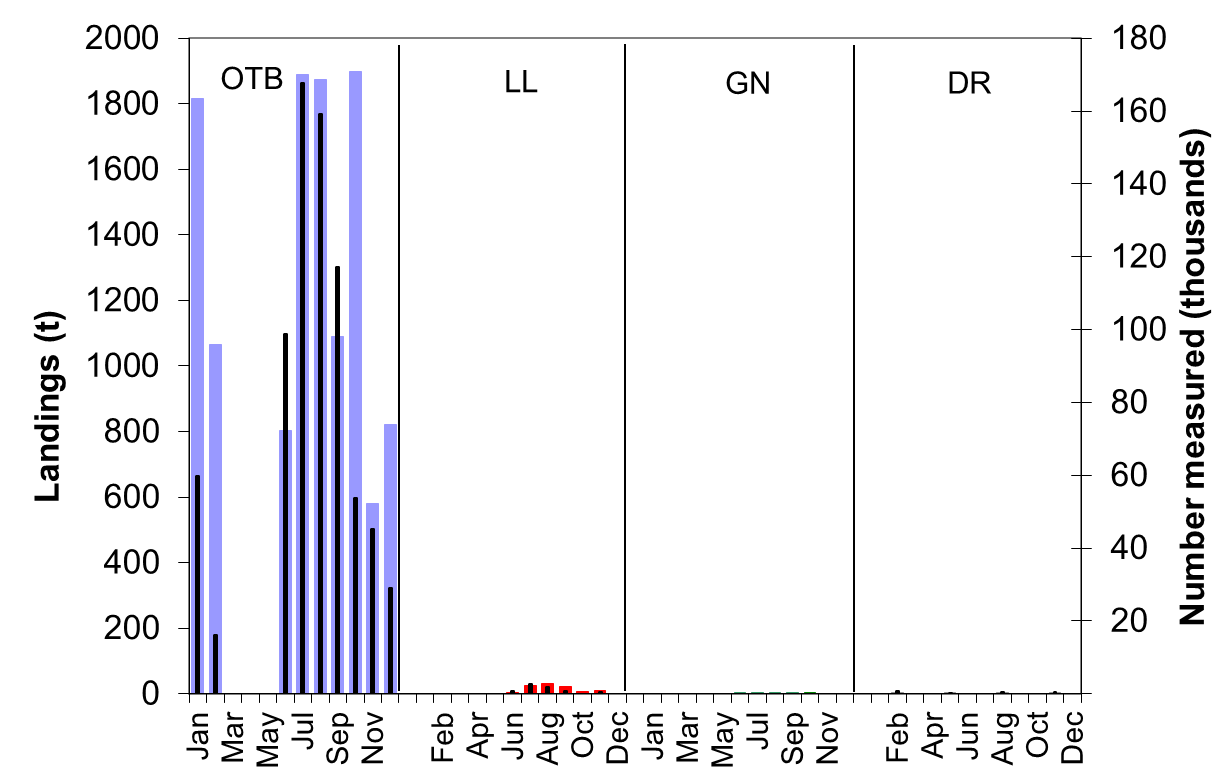 2000
1800
1600
1400
1200
1000
800
600
400
200
0
Landings (t)
OTB
LL
GN
DR
180
160
140
120
100
80
60
40
20
Number measured (thousands)
Jan
Mar
May
Jul
Sep
Nov
Feb
Apr
Jun
Aug
Oct
Dec
Jan
Mar
May
Jul
Sep
Nov
Feb
Apr
Jun
Aug
Oct
Dec